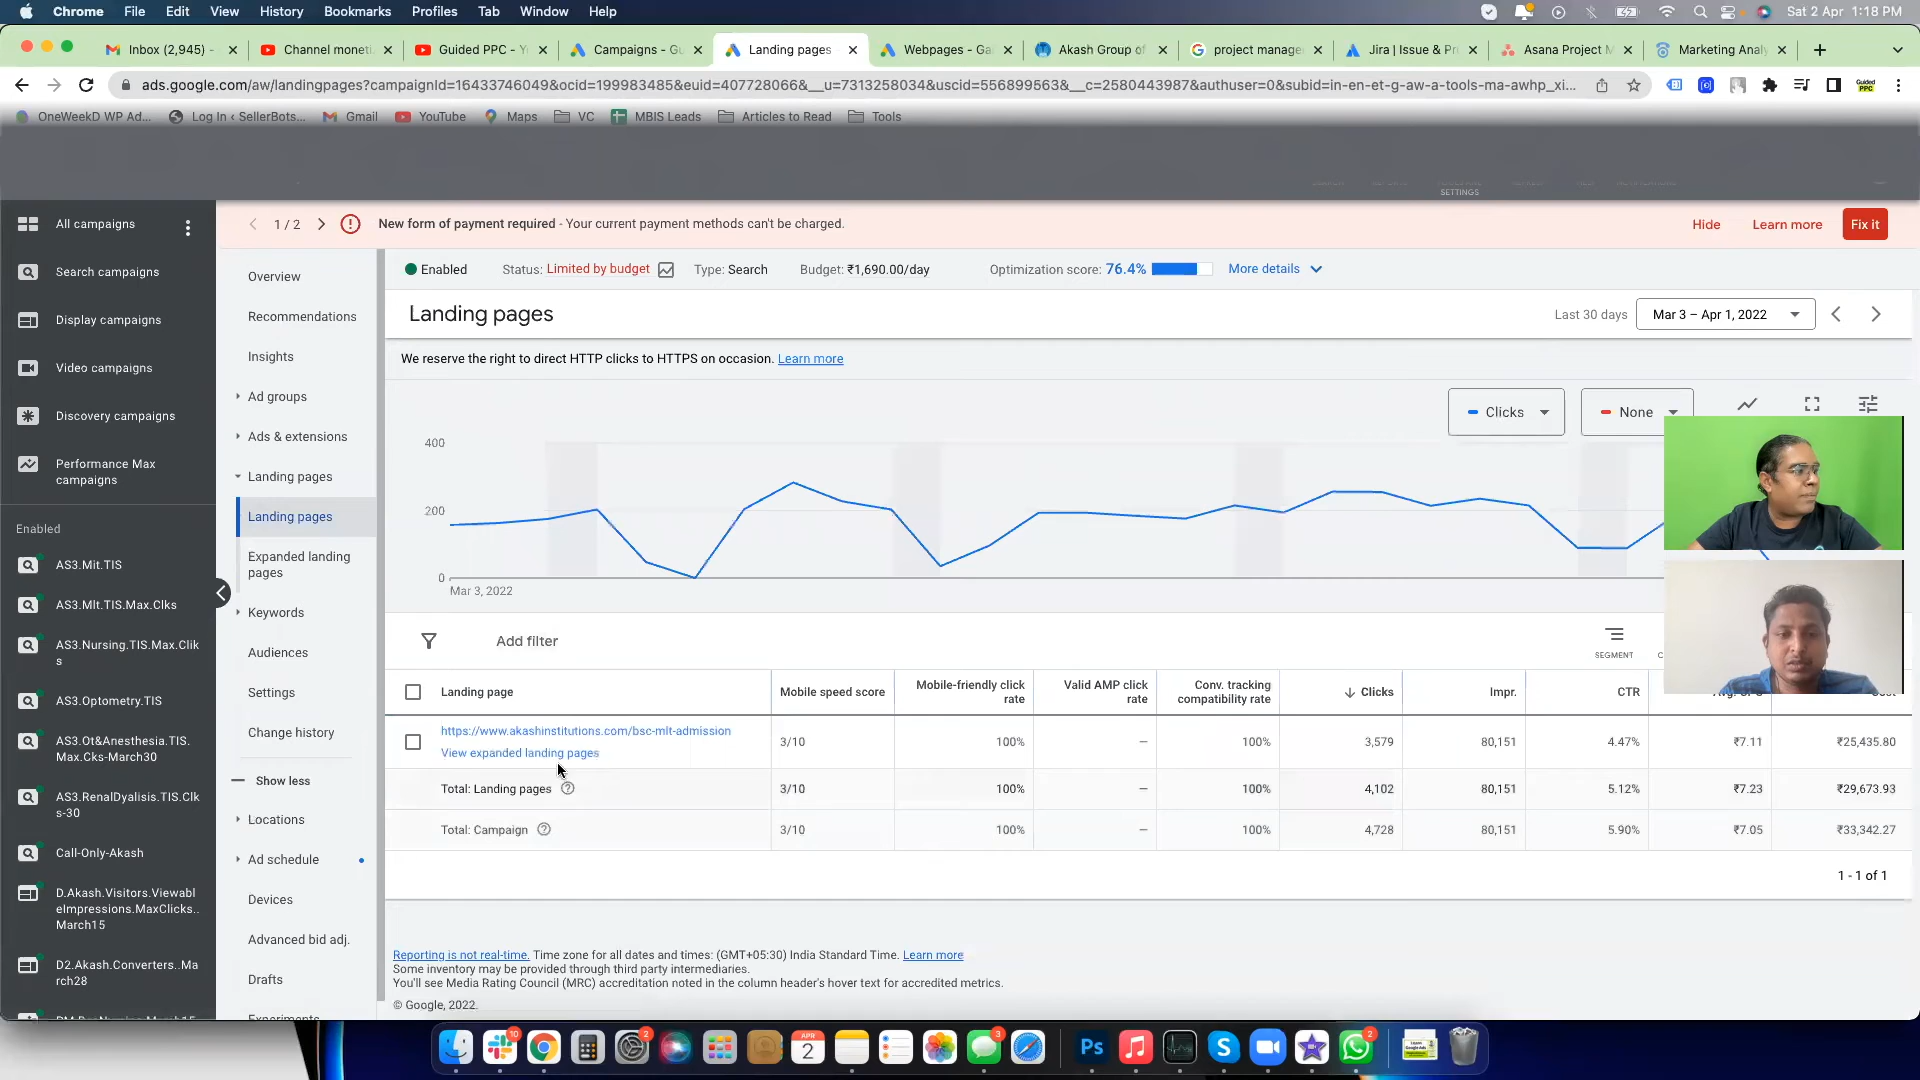 Chrome File Edit View History Bookmarks Profiles Tab Window Help
Sat 2 Apr 1:18 PM
Inbox (2,945) -
Channel moneti
Guided PPC - Y
Campaigns - Gu
Landing pages
Webpages - Ga
Akash Group of
project manage
Jira | Issue & Pr
Asana Project M
Marketing Analy
ads.google.com/aw/landingpages?campaignId=16433746049&ocid=199983485&euid=407728066&__u=7313258034&uscid=556899563&__c=2580443987&authuser=0&subid=in-en-et-g-aw-a-tools-ma-awhp_xi...
OneWeekD WP Ad...
Log In ‹ SellerBots...
Gmail
YouTube
Maps
VC
MBIS Leads
Articles to Read
Tools
SETTINGS
All campaigns
Search campaigns
Display campaigns
Video campaigns
Discovery campaigns
Performance Max
campaigns
Enabled
AS3.Mit.TIS
AS3.Mlt.TIS.Max.Clks
AS3.Nursing.TIS.Max.Clik
s
AS3.Optometry.TIS
AS3.Ot&Anesthesia.TIS.
Max.Cks-March30
AS3.RenalDyalisis.TIS.Clk
s-30
Call-Only-Akash
D.Akash.Visitors.Viewabl
eImpressions.MaxClicks..
March15
D2.Akash.Converters..Ma
rch28
Overview
Recommendations
Insights
Ad groups
Ads & extensions
Landing pages
Landing pages
Expanded landing
pages
Keywords
Audiences
Settings
Change history
Show less
Locations
Ad schedule
Devices
Advanced bid adj.
Drafts
Experiments
1 / 2
New form of payment required - Your current payment methods can't be charged.
Hide
Learn more
Fix it
Enabled
Status: Limited by budget
Type: Search
Budget: ₹1,690.00/day
Optimization score: 76.4%
More details
Landing pages
Last 30 days
Mar 3 – Apr 1, 2022
We reserve the right to direct HTTP clicks to HTTPS on occasion. Learn more
Clicks
None
400
200
0
Mar 3, 2022
Add filter
SEGMENT
Landing page
Mobile speed score
Mobile-friendly click
rate
Valid AMP click
rate
Conv. tracking
compatibility rate
Clicks
Impr.
CTR
https://www.akashinstitutions.com/bsc-mlt-admission
View expanded landing pages
3/10 100% – 100% 3,579 80,151 4.47% ₹7.11 ₹25,435.80
Total: Landing pages 3/10 100% – 100% 4,102 80,151 5.12% ₹7.23 ₹29,673.93
Total: Campaign 3/10 100% – 100% 4,728 80,151 5.90% ₹7.05 ₹33,342.27
1 - 1 of 1
Reporting is not real-time. Time zone for all dates and times: (GMT+05:30) India Standard Time. Learn more
Some inventory may be provided through third party intermediaries.
You'll see Media Rating Council (MRC) accreditation noted in the column header's hover text for accredited metrics.
© Google, 2022.
10
2
APR
2
3
Ps
2